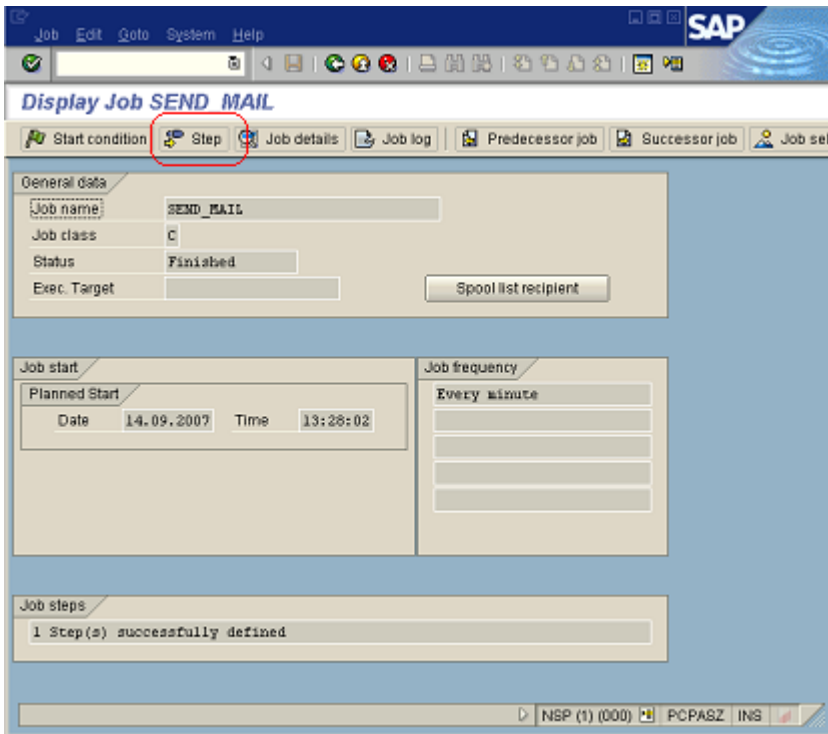 Job Edit Goto System Help
SAP
Display Job SEND_MAIL
Start condition Step Job details Job log Predecessor job Successor job Job sel
General data
Job name SEND_MAIL
Job class C
Status Finished
Exec. Target Spool list recipient
Job start Job frequency
Planned Start Every minute
Date 14.09.2007 Time 13:28:02
Job steps
1 Step(s) successfully defined
NSP (1) (000) PCPASZ INS